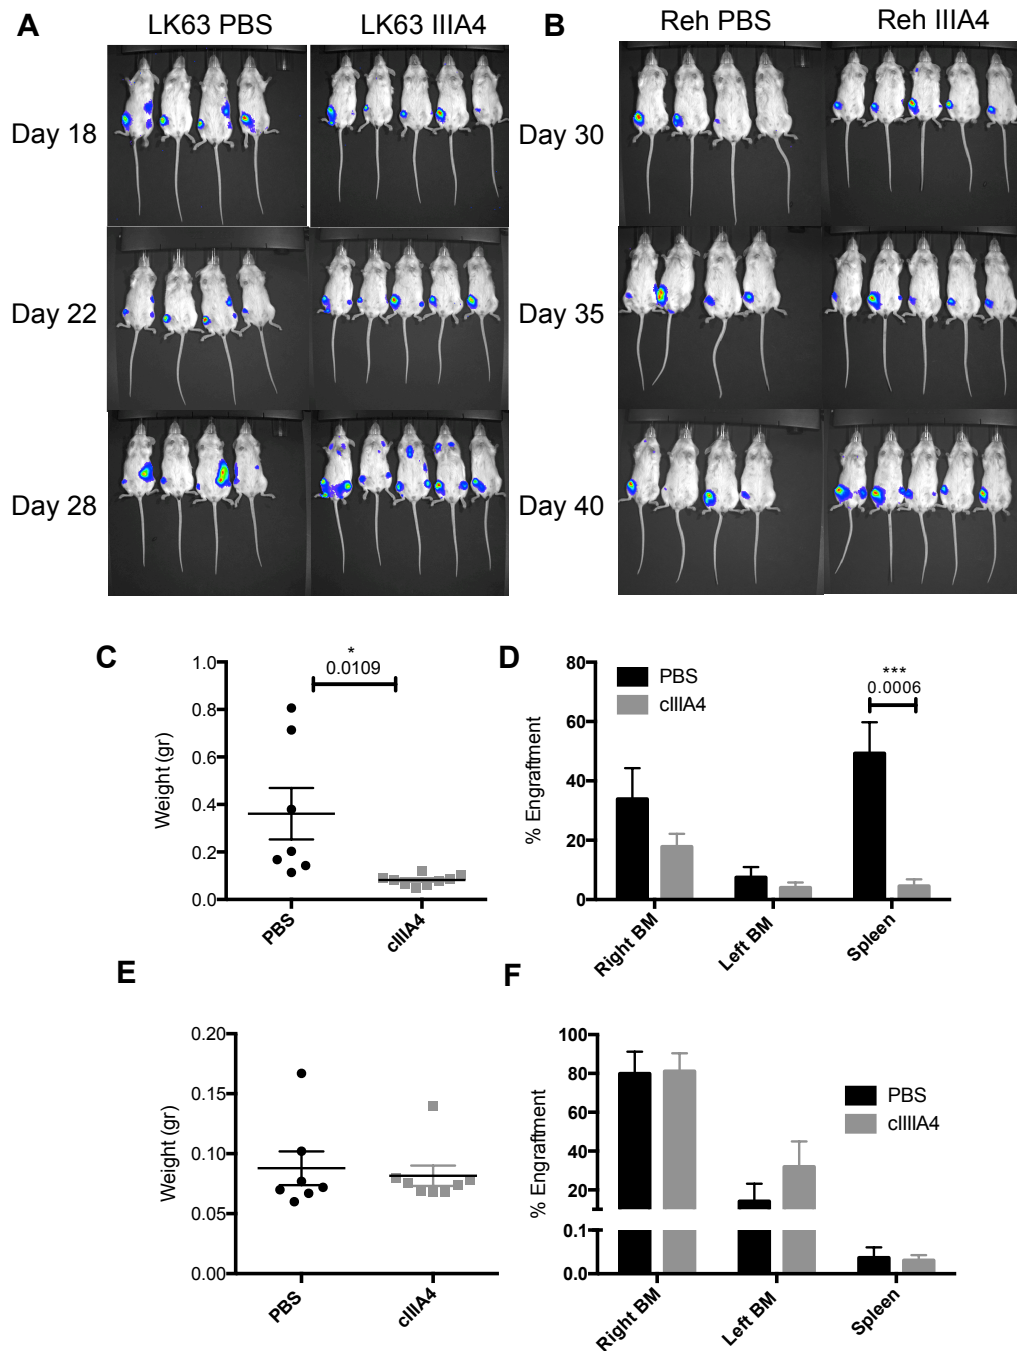 A
LK63 PBS
LK63 IIIA4
B
Reh PBS
Reh IIIA4
Day 18
Day 30
Day 22
Day 35
Day 28
Day 40
C
*
0.0109
Weight (gr)
1.0
0.8
0.6
0.4
0.2
0.0
PBS
cIIIA4
D
PBS
cIIIA4
***
0.0006
% Engraftment
80
60
40
20
0
Right BM
Left BM
Spleen
E
Weight (gr)
0.20
0.15
0.10
0.05
0.00
PBS
cIIIA4
F
PBS
cIIIIA4
% Engraftment
100
80
60
40
20
0.1
0.0
Right BM
Left BM
Spleen